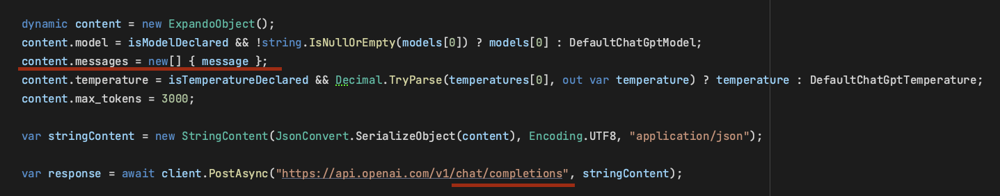 dynamic content = new ExpandoObject();
content.model = isModelDeclared && !string.IsNullOrEmpty(models[0]) ? models[0] : DefaultChatGptModel;
content.messages = new[] { message };
content.temperature = isTemperatureDeclared && Decimal.TryParse(temperatures[0], out var temperature) ? temperature : DefaultChatGptTemperature;
content.max_tokens = 3000;
var stringContent = new StringContent(JsonConvert.SerializeObject(content), Encoding.UTF8, "application/json");
var response = await client.PostAsync("https://api.openai.com/v1/chat/completions", stringContent);